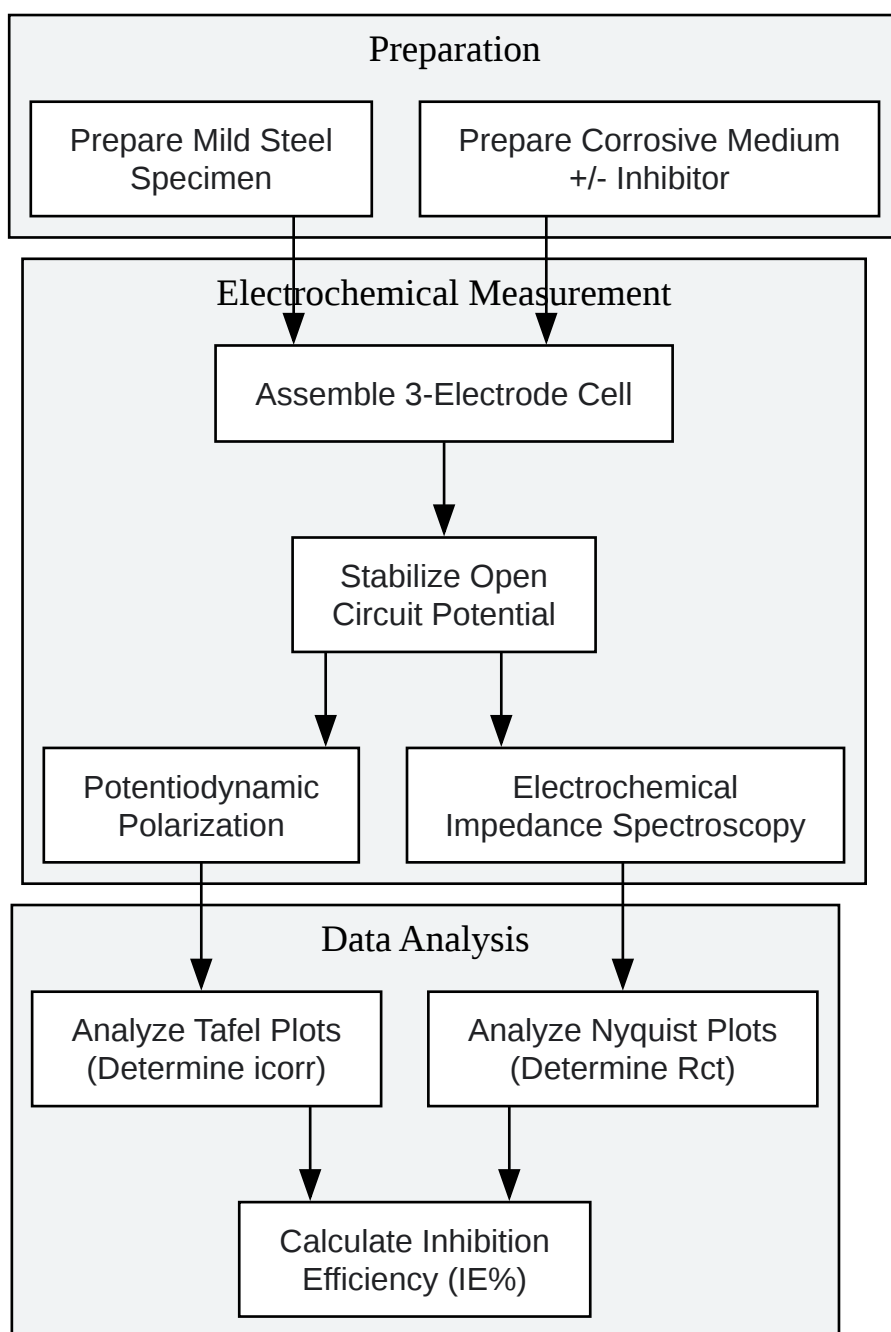 Preparation
Prepare Mild Steel
Specimen
Prepare Corrosive Medium
+/- Inhibitor
Electrochemical Measurement
Assemble 3-Electrode Cell
Stabilize Open
Circuit Potential
Potentiodynamic
Polarization
Electrochemical
Impedance Spectroscopy
Data Analysis
Analyze Tafel Plots
(Determine icorr)
Analyze Nyquist Plots
(Determine Rct)
Calculate Inhibition
Efficiency (IE%)